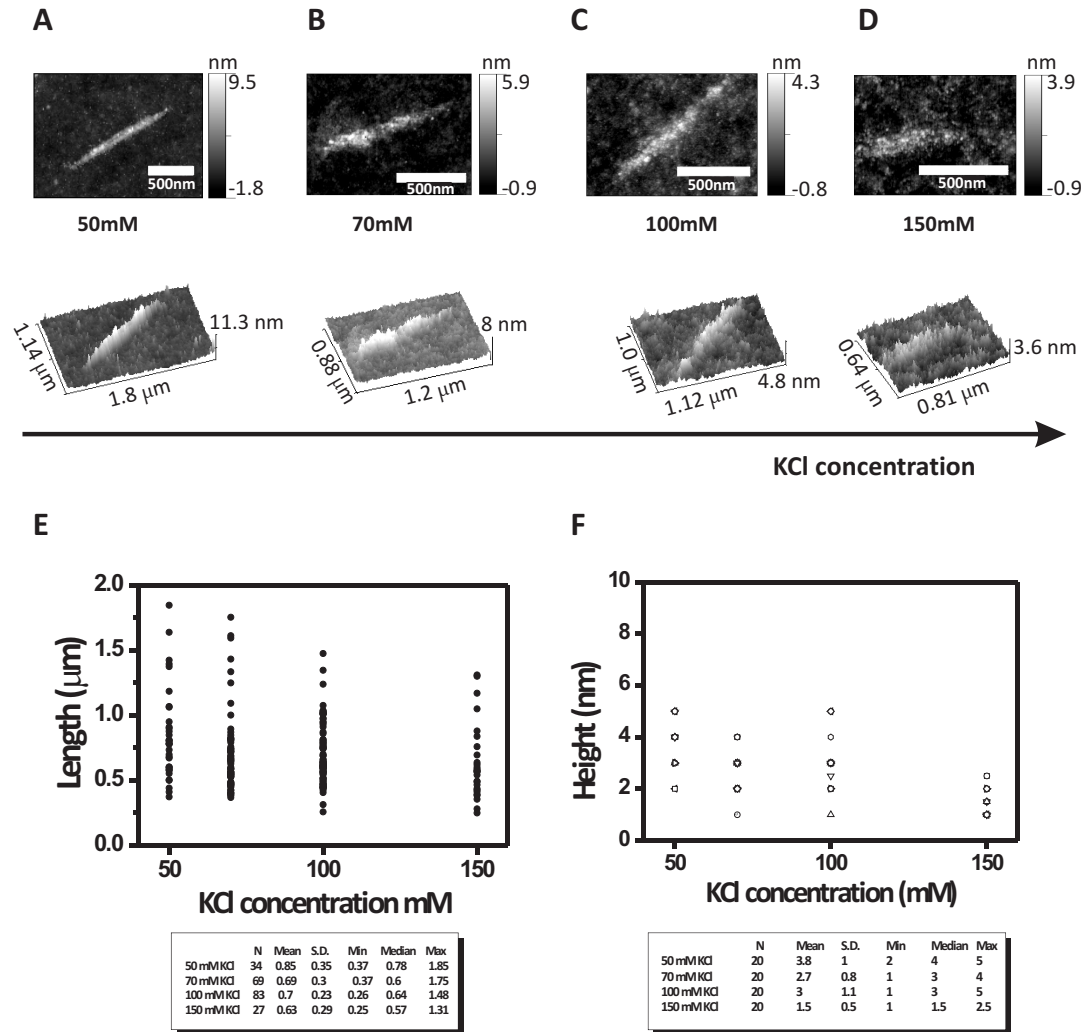 A
B
C
D
nm
9.5
-1.8
500nm
50mM
nm
5.9
-0.9
500nm
70mM
nm
4.3
-0.8
500nm
100mM
nm
3.9
-0.9
500nm
150mM
1.14 μm
1.8 μm
11.3 nm
0.88 μm
1.2 μm
8 nm
1.0 μm
1.12 μm
4.8 nm
0.64 μm
0.81 μm
3.6 nm
KCl concentration
E
Length (μm)
2.0
1.5
1.0
0.5
0.0
50 100 150
KCl concentration mM
N Mean S.D. Min Median Max
50 mM KCl 34 0.85 0.35 0.37 0.78 1.85
70 mM KCl 69 0.69 0.3 0.37 0.6 1.75
100 mM KCl 83 0.7 0.23 0.26 0.64 1.48
150 mM KCl 27 0.63 0.29 0.25 0.57 1.31
F
Height (nm)
10
8
6
4
2
0
50 100 150
KCl concentration (mM)
N Mean S.D. Min Median Max
50 mM KCl 20 3.8 1 2 4 5
70 mM KCl 20 2.7 0.8 1 3 4
100 mM KCl 20 3 1.1 1 3 5
150 mM KCl 20 1.5 0.5 1 1.5 2.5